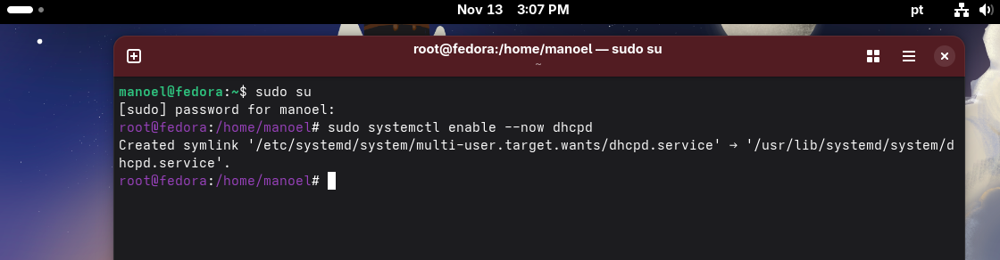 Nov 13 3:07 PM pt
root@fedora:/home/manoel — sudo su
~
manoel@fedora:~$ sudo su
[sudo] password for manoel:
root@fedora:/home/manoel# sudo systemctl enable --now dhcpd
Created symlink '/etc/systemd/system/multi-user.target.wants/dhcpd.service' → '/usr/lib/systemd/system/d
hcpd.service'.
root@fedora:/home/manoel#